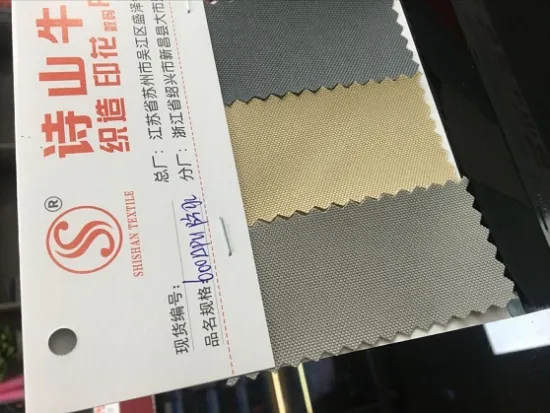 诗山牛
织造 印花
®
SHISHAN TEXTILE
总厂：江苏省苏州市吴江区盛泽
分厂：浙江省绍兴市新昌县大市
现货编号：
品名规格：600DPU